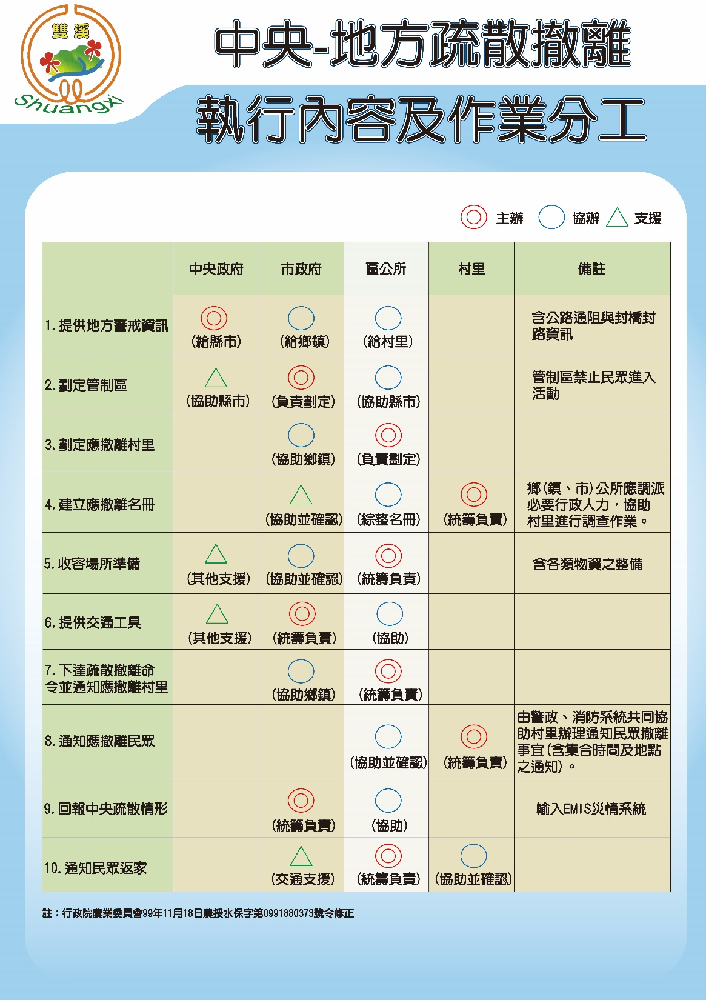 雙溪
Shuangxi
中央-地方疏散撤離
執行內容及作業分工
◎ 主辦 ○ 協辦 △ 支援
中央政府 市政府 區公所 村里 備註
1. 提供地方警戒資訊
◎ ○ ○
(給縣市) (給鄉鎮) (給村里)
含公路通阻與封橋封
路資訊
2. 劃定管制區
△ ◎ ○
(協助縣市) (負責劃定) (協助縣市)
管制區禁止民眾進入
活動
3. 劃定應撤離村里
○ ◎
(協助鄉鎮) (負責劃定)
4. 建立應撤離名冊
△ ○ ◎
(協助並確認) (綜整名冊) (統籌負責)
鄉(鎮、市)公所應調派
必要行政人力，協助
村里進行調查作業。
5. 收容場所準備
△ ○ ◎
(其他支援) (協助並確認) (統籌負責)
含各類物資之整備
6. 提供交通工具
△ ◎ ○
(其他支援) (統籌負責) (協助)
7. 下達疏散撤離命
令並通知應撤離村里
○ ◎
(協助鄉鎮) (統籌負責)
8. 通知應撤離民眾
○ ◎
(協助並確認) (統籌負責)
由警政、消防系統共同協
助村里辦理通知民眾撤離
事宜(含集合時間及地點
之通知)。
9. 回報中央疏散情形
◎ ○
(統籌負責) (協助)
輸入EMIS災情系統
10. 通知民眾返家
△ ◎ ○
(交通支援) (統籌負責) (協助並確認)
註：行政院農業委員會99年11月18日農授水保字第0991880373號令修正